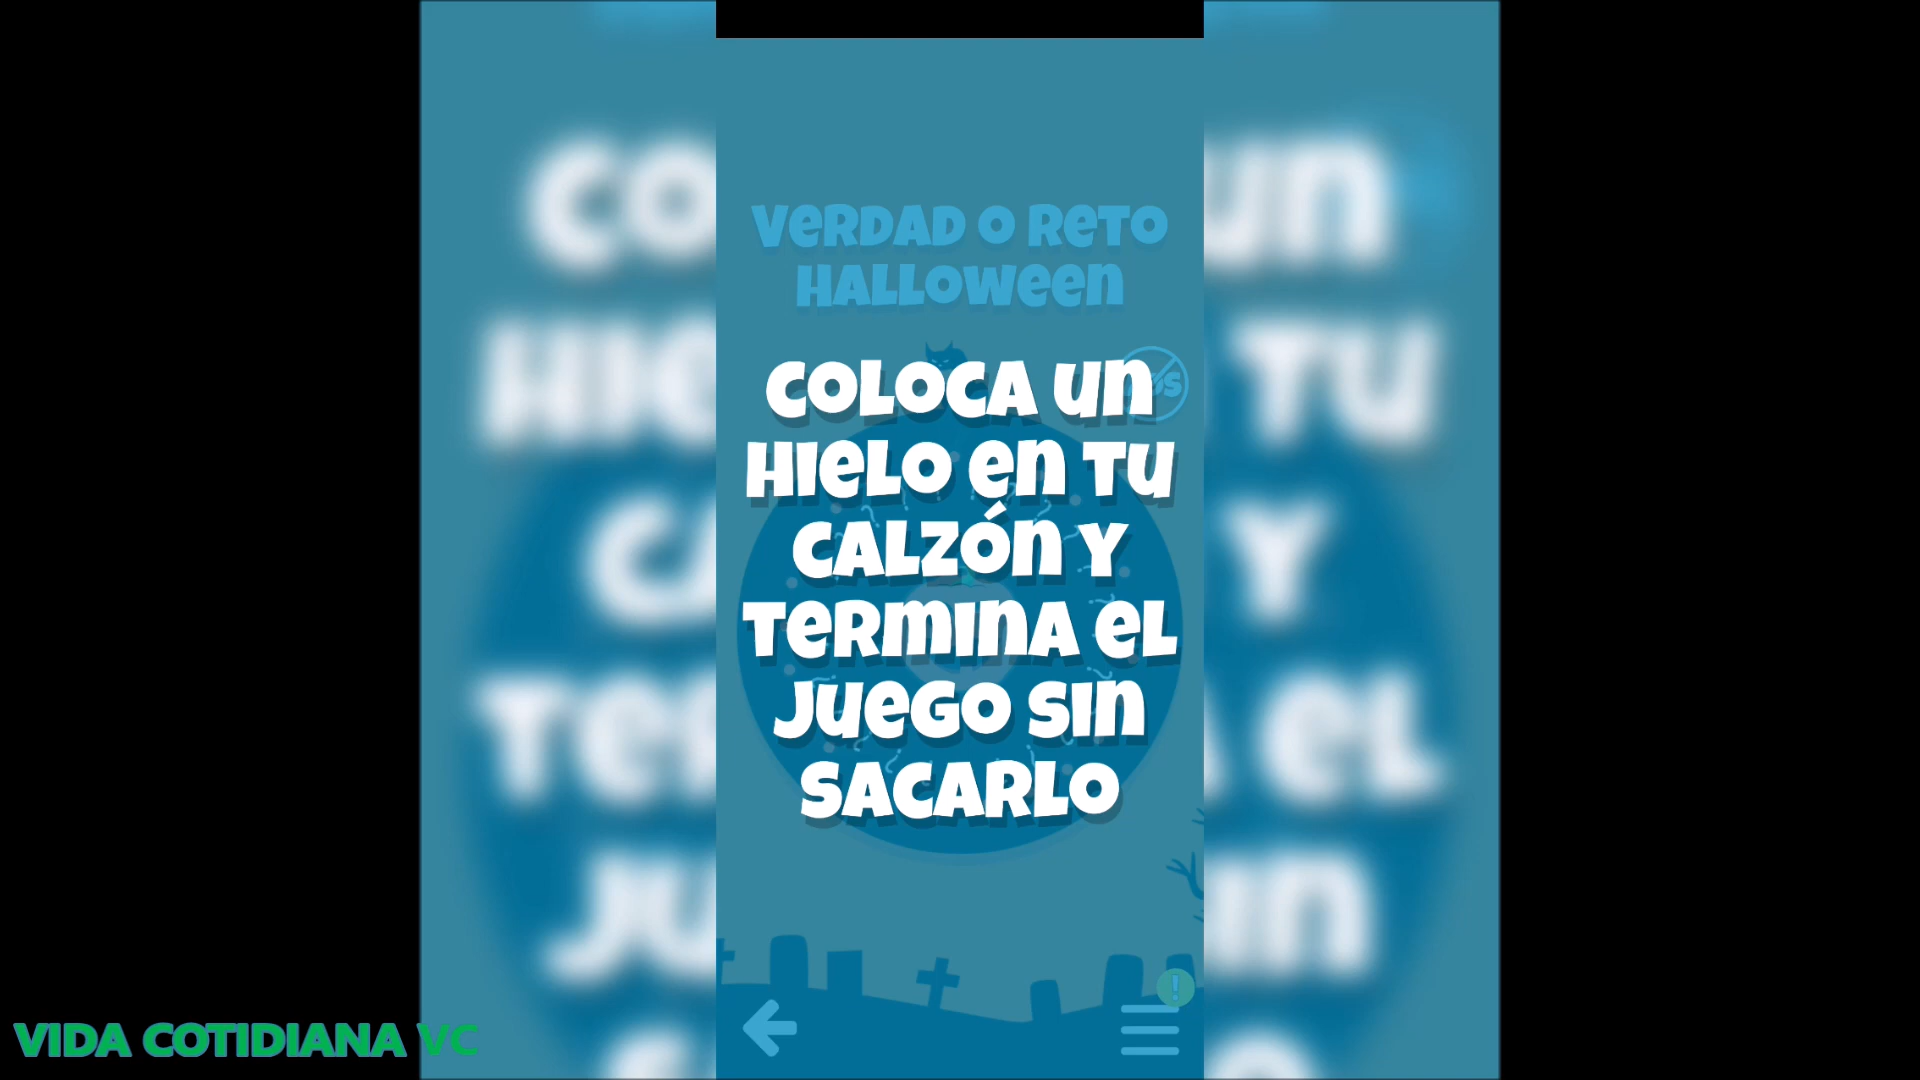 VERDAD O RETO
HALLOWEEN
COLOCA UN
HIELO EN TU
CALZÓN Y
TERMINA EL
JUEGO SIN
SACARLO
!
VIDA COTIDIANA VC